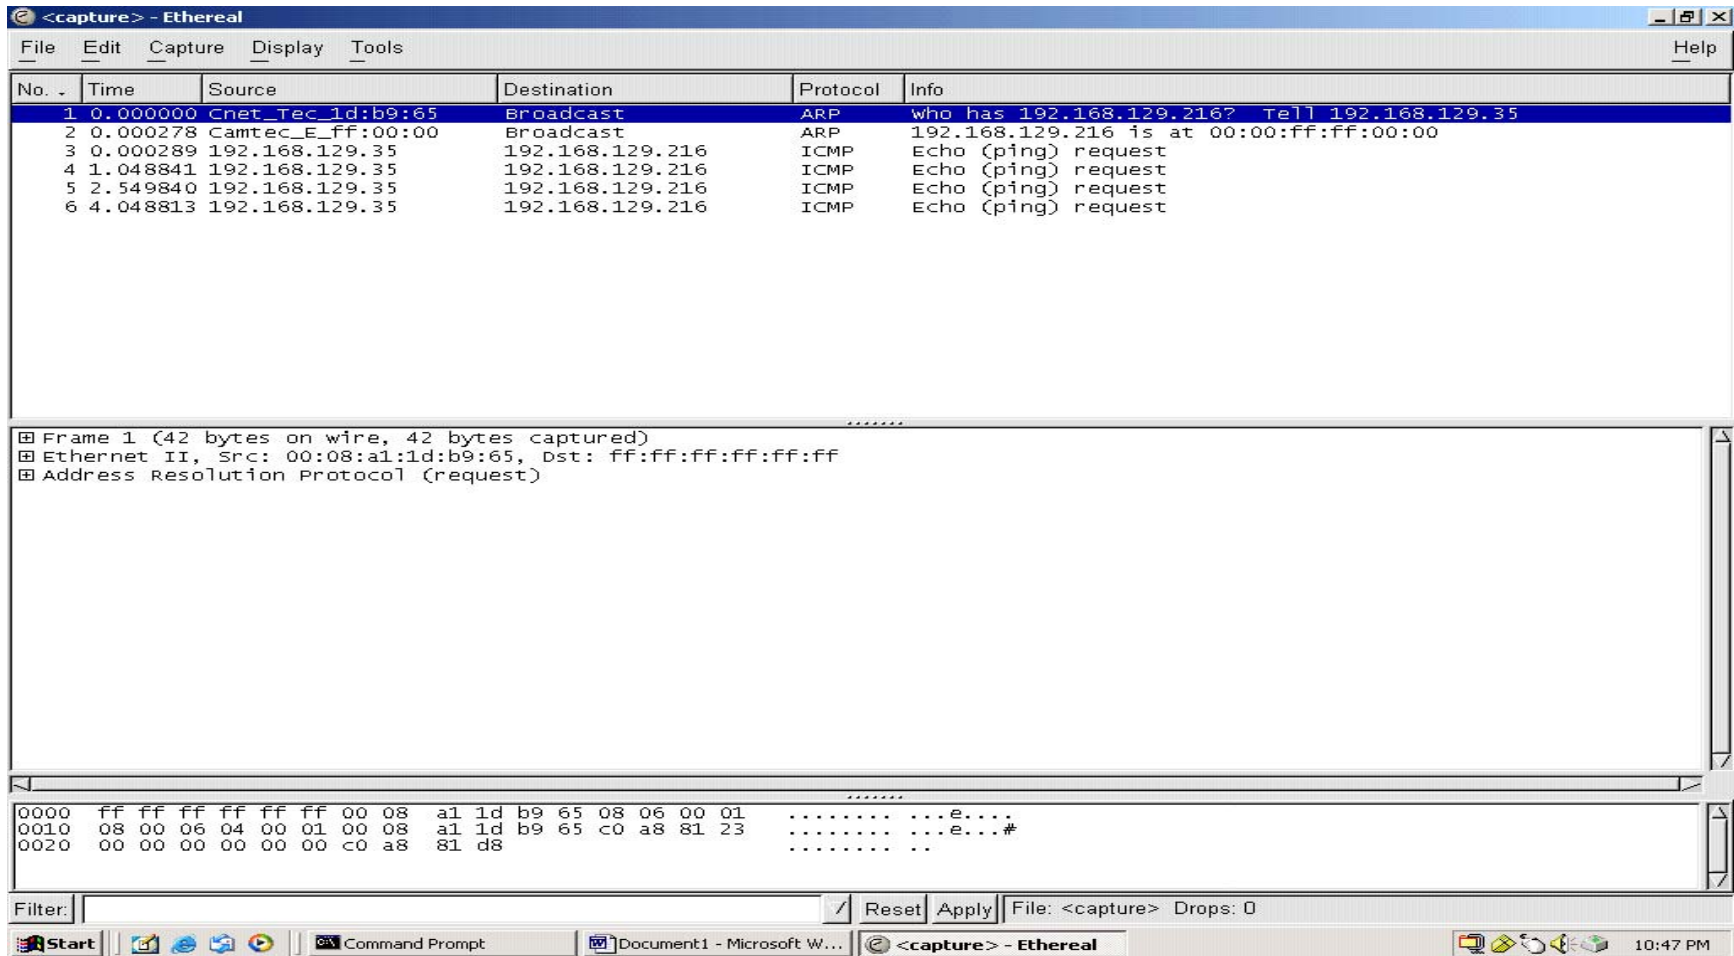 <capture> - Ethereal
File Edit Capture Display Tools Help
No. Time Source Destination Protocol Info
1 0.000000 Cnet_Tec_1d:b9:65 Broadcast ARP Who has 192.168.129.216? Tell 192.168.129.35
2 0.000278 Camtec_E_ff:00:00 Broadcast ARP 192.168.129.216 is at 00:00:ff:ff:00:00
3 0.000289 192.168.129.35 192.168.129.216 ICMP Echo (ping) request
4 1.048841 192.168.129.35 192.168.129.216 ICMP Echo (ping) request
5 2.549840 192.168.129.35 192.168.129.216 ICMP Echo (ping) request
6 4.048813 192.168.129.35 192.168.129.216 ICMP Echo (ping) request
Frame 1 (42 bytes on wire, 42 bytes captured)
Ethernet II, Src: 00:08:a1:1d:b9:65, Dst: ff:ff:ff:ff:ff:ff
Address Resolution Protocol (request)
0000 ff ff ff ff ff ff 00 08 a1 1d b9 65 08 06 00 01 ........ ...e....
0010 08 00 06 04 00 01 00 08 a1 1d b9 65 c0 a8 81 23 ........ ...e...#
0020 00 00 00 00 00 00 c0 a8 81 d8 ........ ..
Filter: / Reset Apply File: <capture> Drops: 0
Start Command Prompt Document1 - Microsoft W... <capture> - Ethereal 10:47 PM